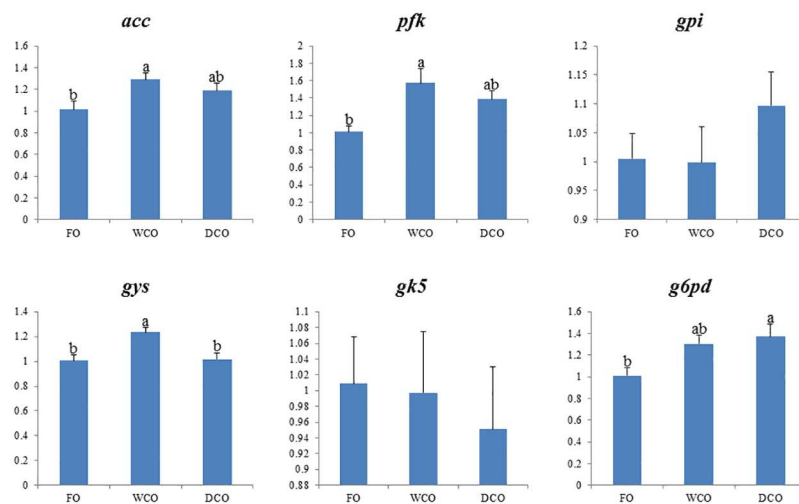 acc
1.6
1.4
1.2
1
0.8
0.6
0.4
0.2
0
b
a
ab
FO WCO DCO
pfk
2
1.8
1.6
1.4
1.2
1
0.8
0.6
0.4
0.2
0
b
a
ab
FO WCO DCO
gpi
1.2
1.15
1.1
1.05
1
0.95
0.9
FO WCO DCO
gys
1.4
1.2
1
0.8
0.6
0.4
0.2
0
b
a
b
FO WCO DCO
gk5
1.1
1.08
1.06
1.04
1.02
1
0.98
0.96
0.94
0.92
0.9
0.88
FO WCO DCO
g6pd
1.6
1.4
1.2
1
0.8
0.6
0.4
0.2
0
b
ab
a
FO WCO DCO